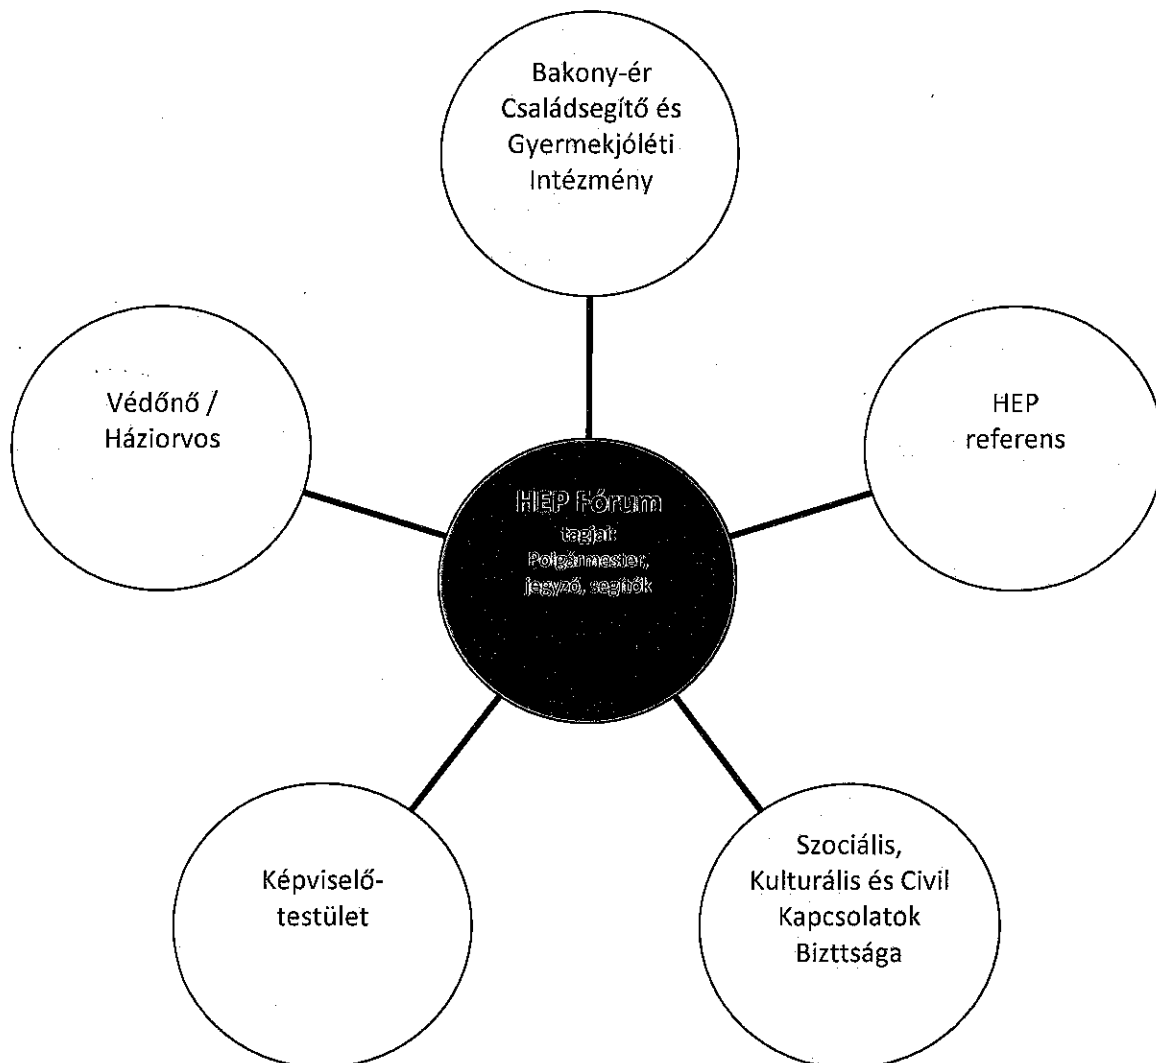 Bakony-ér
Családsegítő és
Gyermekjóléti
Intézmény
Védőnő /
Háziorvos
HEP
referens
HEP Fórum
tagjai:
Polgármester,
jegyző, segítők
Képviselő-
testület
Szociális,
Kulturális és Civil
Kapcsolatok
Bizttsága